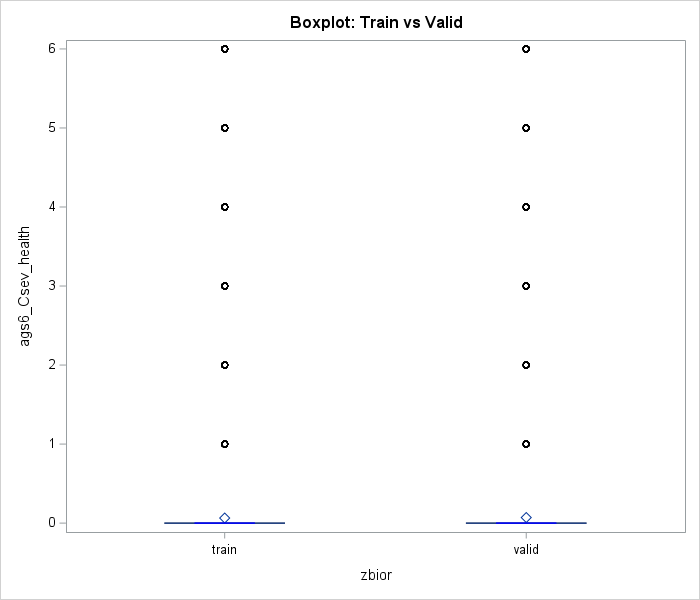 Boxplot: Train vs Valid
6
5
4
3
2
1
0
ags6_Csev_health
train
valid
zbior